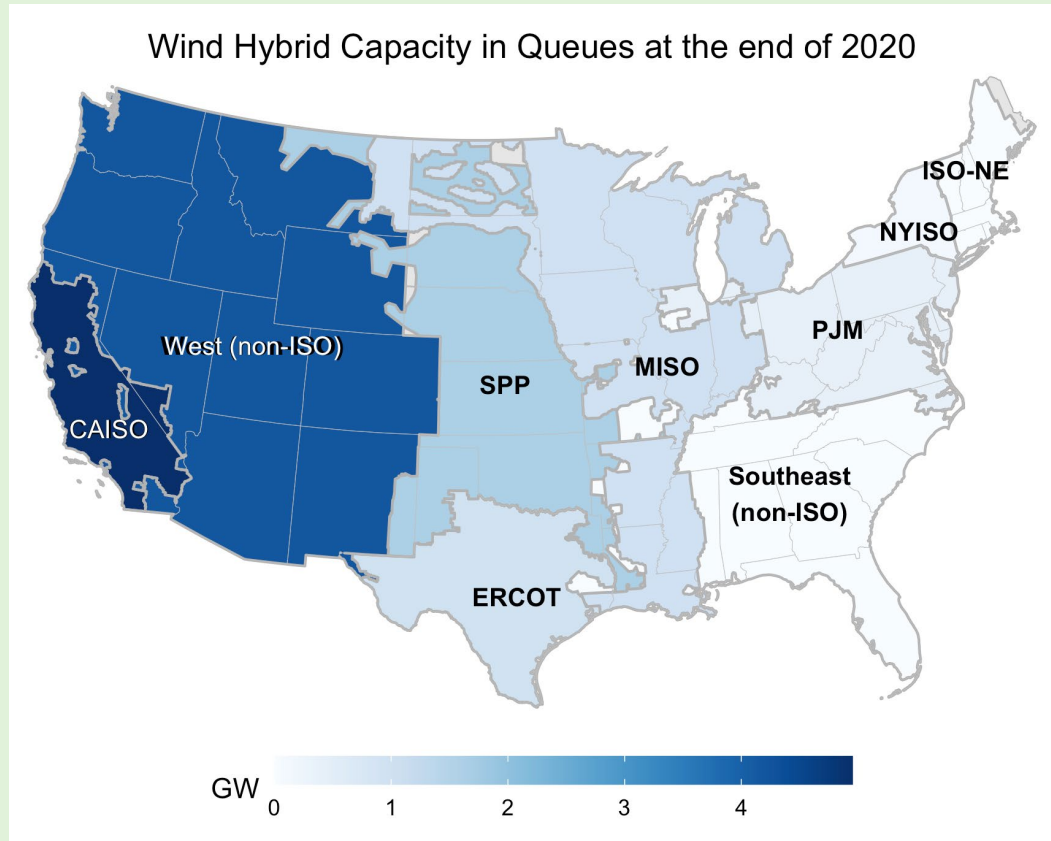 Wind Hybrid Capacity in Queues at the end of 2020
ISO-NE
NYISO
PJM
West (non-ISO)
MISO
SPP
CAISO
Southeast
(non-ISO)
ERCOT
GW
0 1 2 3 4